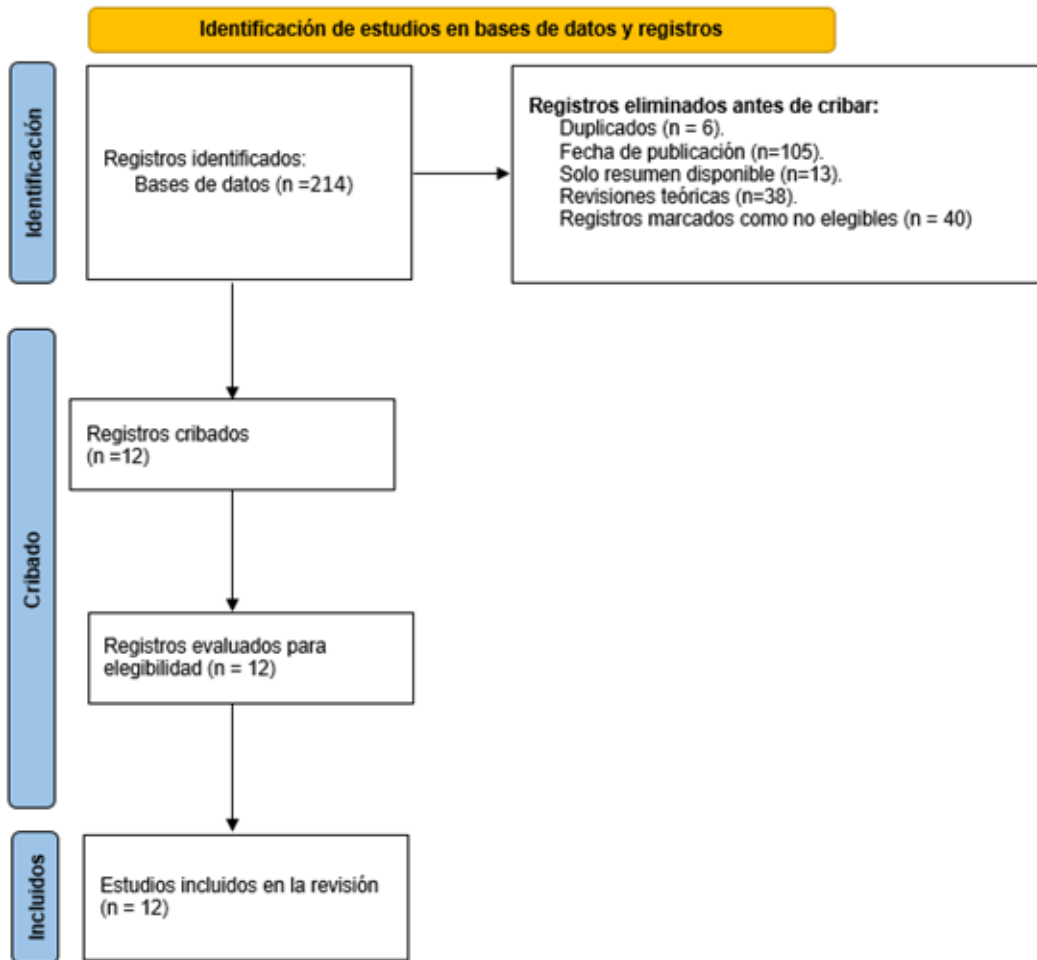 Identificación de estudios en bases de datos y registros
Identificación
Registros identificados:
Bases de datos (n =214)
Registros eliminados antes de cribar:
Duplicados (n = 6).
Fecha de publicación (n=105).
Solo resumen disponible (n=13).
Revisiones teóricas (n=38).
Registros marcados como no elegibles (n = 40)
Cribado
Registros cribados
(n =12)
Registros evaluados para
elegibilidad (n = 12)
Incluidos
Estudios incluidos en la revisión
(n = 12)